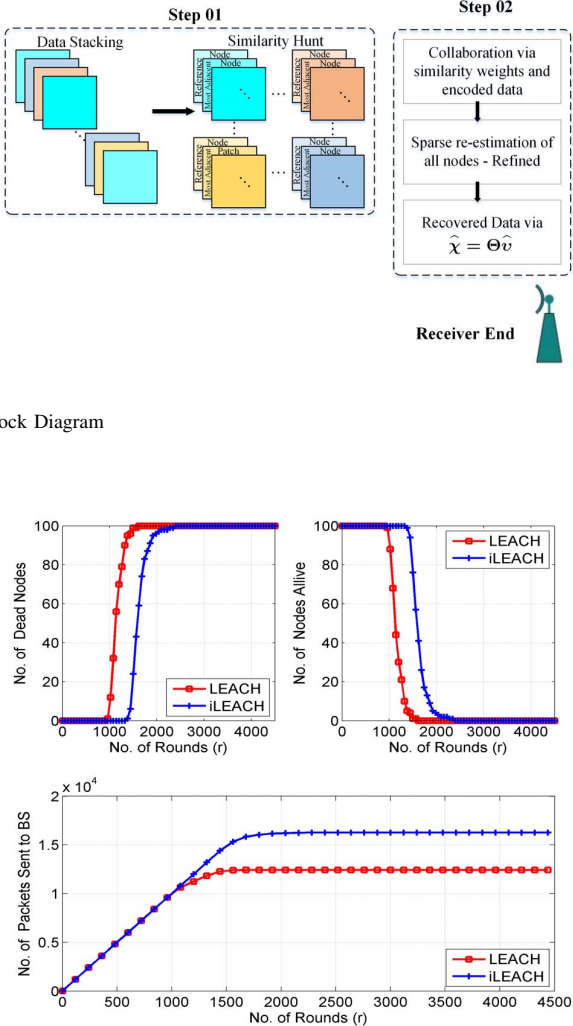 Step 01
Data Stacking
Similarity Hunt
Node
Node
Reference
Most Adjacent
Node
Node
Reference
Most Adjacent
Node
Patch
Reference
Most Adjacent
Node
Node
Reference
Most Adjacent
Step 02
Collaboration via
similarity weights and
encoded data
Sparse re-estimation of
all nodes - Refined
Recovered Data via
χ̂ = Θv̂
Receiver End
ock Diagram
100
80
60
40
20
0
No. of Dead Nodes
LEACH
iLEACH
0
1000
2000
3000
4000
No. of Rounds (r)
100
80
60
40
20
0
No. of Nodes Allive
LEACH
iLEACH
0
1000
2000
3000
4000
No. of Rounds (r)
2 x 10^4
1.5
1
0.5
0
No. of Packets Sent to BS
LEACH
iLEACH
0
500
1000
1500
2000
2500
3000
3500
4000
4500
No. of Rounds (r)